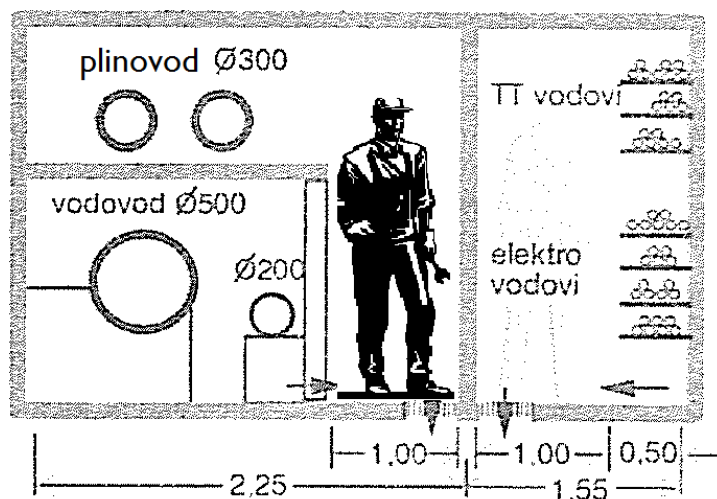 plinovod Ø300
TT vodovi
vodovod Ø500
Ø200
elektro
vodovi
1,00
1,00
0,50
2,25
1,55